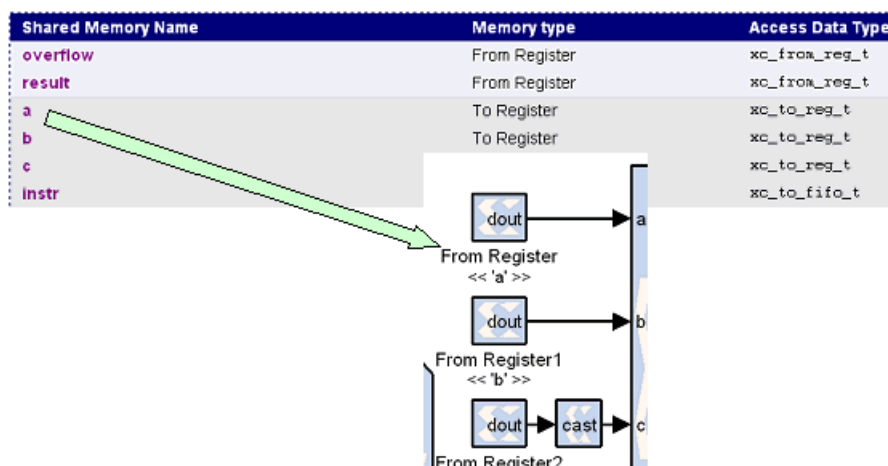 Shared Memory Name Memory type Access Data Type
overflow From Register xc_from_reg_t
result From Register xc_from_reg_t
a To Register xc_to_reg_t
b To Register xc_to_reg_t
c xc_to_reg_t
instr xc_to_fifo_t
dout a
From Register
<< 'a' >>
dout b
From Register1
<< 'b' >>
dout cast c
From Register2